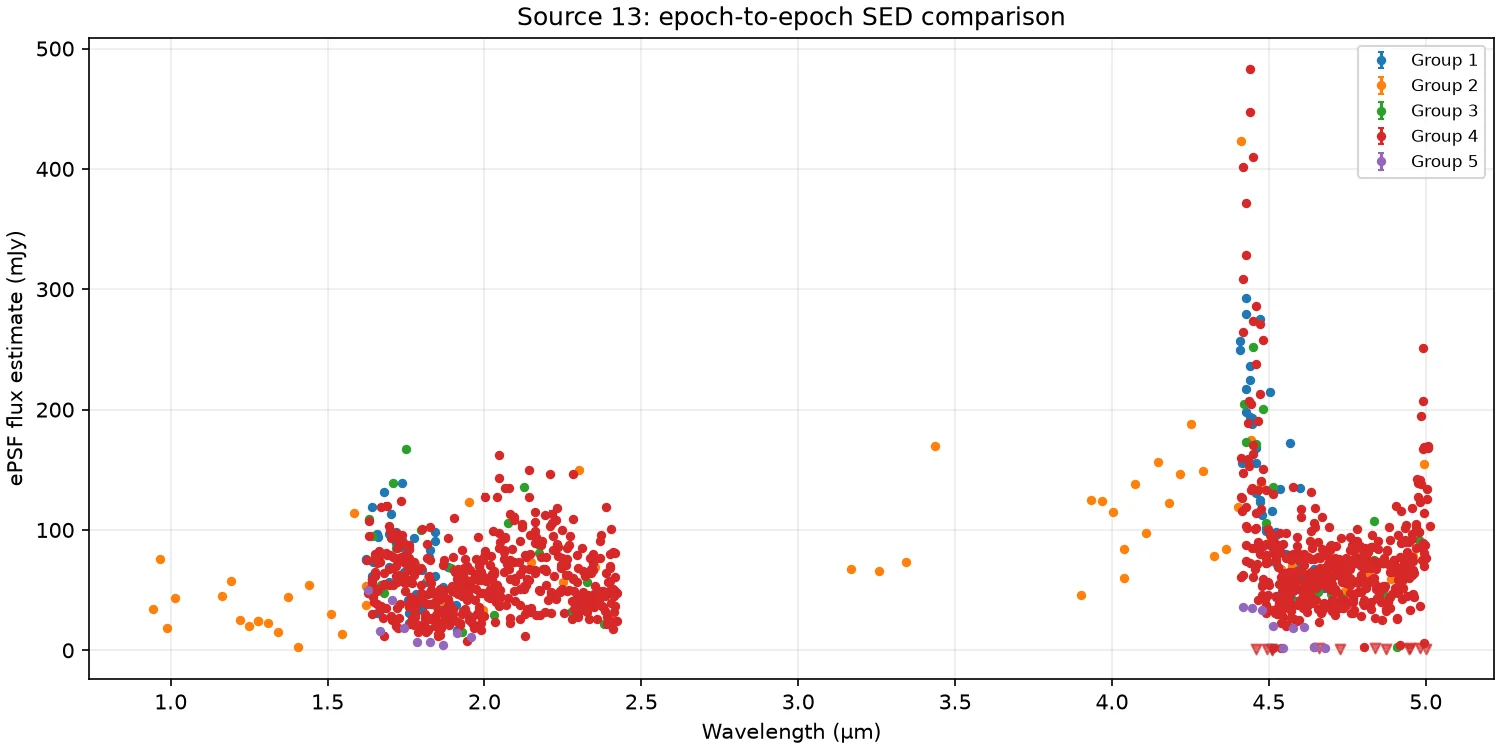 Source 13: epoch-to-epoch SED comparison
500
400
300
200
100
0
ePSF flux estimate (mJy)
Group 1
Group 2
Group 3
Group 4
Group 5
1.0 1.5 2.0 2.5 3.0 3.5 4.0 4.5 5.0
Wavelength (µm)